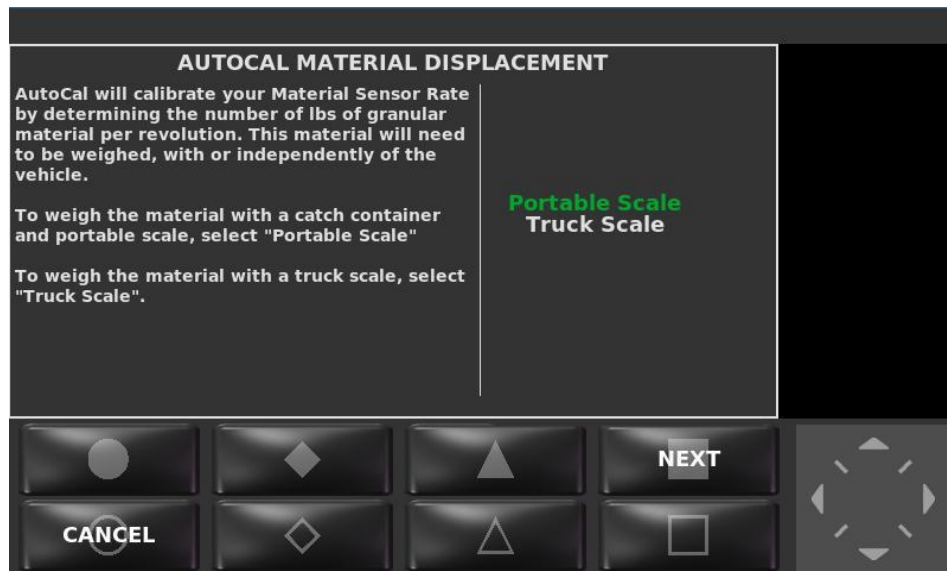 AUTOCAL MATERIAL DISPLACEMENT
AutoCal will calibrate your Material Sensor Rate
by determining the number of lbs of granular
material per revolution. This material will need
to be weighed, with or independently of the
vehicle.
To weigh the material with a catch container
and portable scale, select "Portable Scale"
To weigh the material with a truck scale, select
"Truck Scale".
Portable Scale
Truck Scale
NEXT
CANCEL